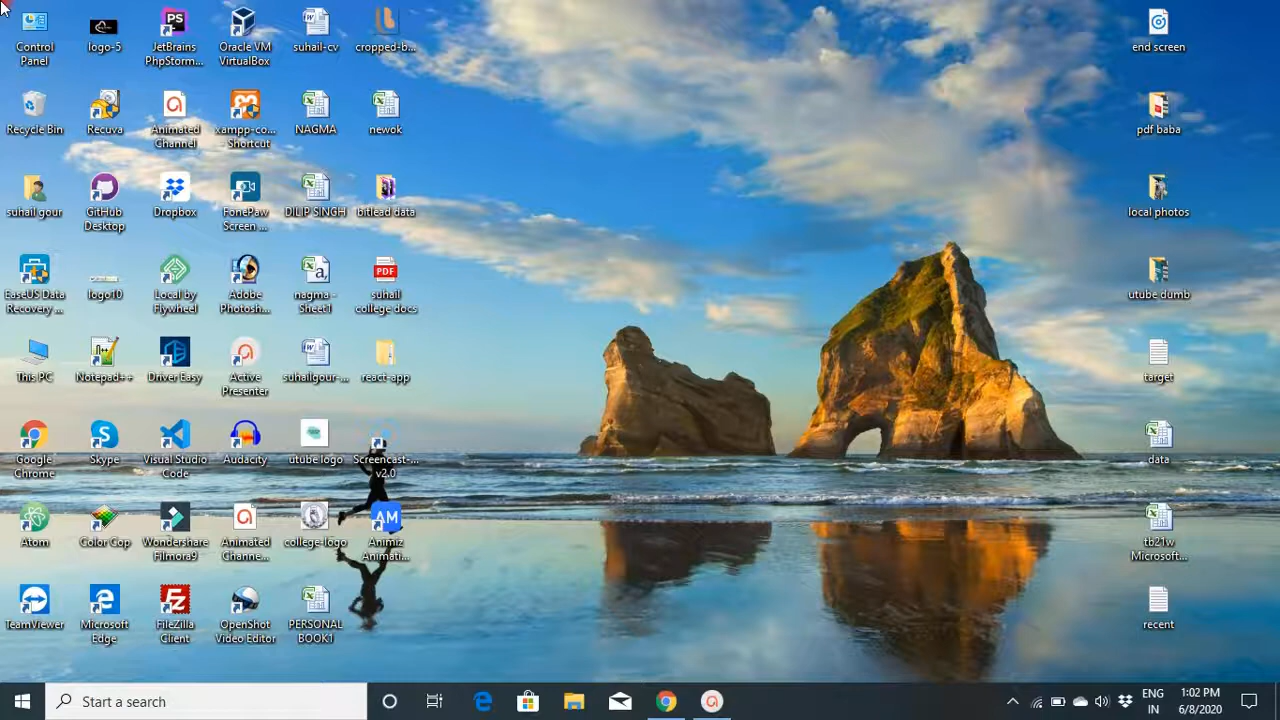 Control
Panel
logo-5
JetBrains
PhpStorm...
Oracle VM
VirtualBox
suhail-cv
cropped-b...
end screen
Recycle Bin
Recuva
Animated
Channel
xampp-co...
- Shortcut
NAGMA
newok
pdf baba
suhail gour
GitHub
Desktop
Dropbox
FonePaw
Screen ...
DILIP SINGH
bitlead data
local photos
EaseUS Data
Recovery ...
logo10
Local by
Flywheel
Adobe
Photosh...
nagma -
Sheet1
PDF
suhail
college docs
utube dumb
This PC
Notepad++
Driver Easy
Active
Presenter
suhailgour-...
react-app
target
Google
Chrome
Skype
Visual Studio
Code
Audacity
utube logo
Screencast-...
v2.0
data
Atom
Color Cop
Wondershare
Filmora9
Animated
Channe...
college-logo
AM
Animiz
Animati...
tb21w
Microsoft...
TeamViewer
Microsoft
Edge
FileZilla
Client
OpenShot
Video Editor
PERSONAL
BOOK1
recent
Start a search
ENG
IN
1:02 PM
6/8/2020